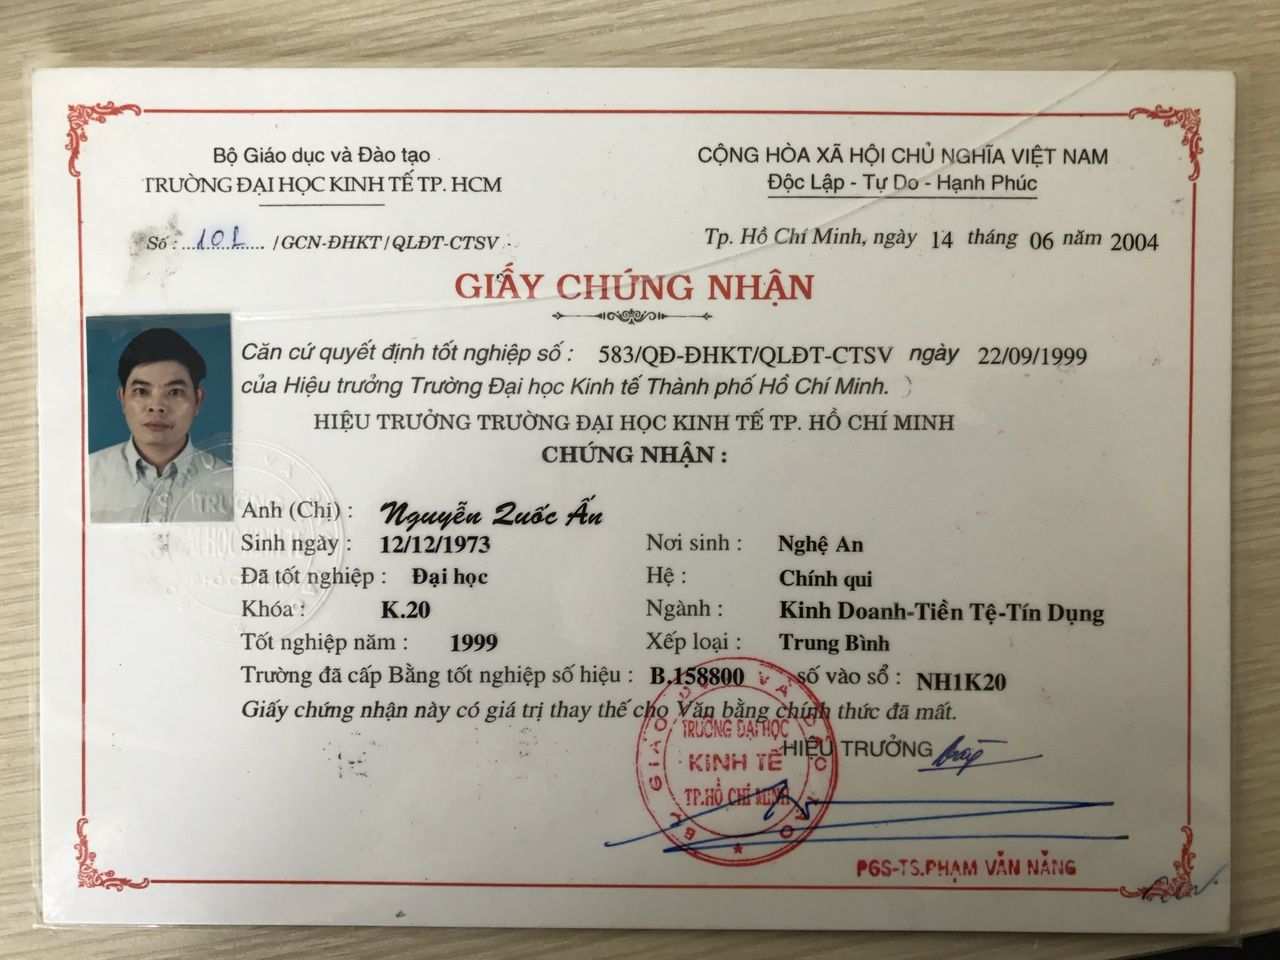 Bộ Giáo dục và Đào tạo
TRƯỜNG ĐẠI HỌC KINH TẾ TP. HCM
CỘNG HÒA XÃ HỘI CHỦ NGHĨA VIỆT NAM
Độc Lập - Tự Do - Hạnh Phúc
Số : 101 / GCN-ĐHKT / QLĐT-CTSV
Tp. Hồ Chí Minh, ngày 14 tháng 06 năm 2004
GIẤY CHỨNG NHẬN
Căn cứ quyết định tốt nghiệp số : 583/QĐ-ĐHKT/QLĐT-CTSV ngày 22/09/1999
của Hiệu trưởng Trường Đại học Kinh tế Thành phố Hồ Chí Minh.
HIỆU TRƯỞNG TRƯỜNG ĐẠI HỌC KINH TẾ TP. HỒ CHÍ MINH
CHỨNG NHẬN :
Anh (Chị) : Nguyễn Quốc Ấn
Sinh ngày : 12/12/1973 Nơi sinh : Nghệ An
Đã tốt nghiệp : Đại học Hệ : Chính qui
Khóa : K.20 Ngành : Kinh Doanh-Tiền Tệ-Tín Dụng
Tốt nghiệp năm : 1999 Xếp loại : Trung Bình
Trường đã cấp Bằng tốt nghiệp số hiệu : B.158800 số vào sổ : NH1K20
Giấy chứng nhận này có giá trị thay thế cho Văn bằng chính thức đã mất.
HIỆU TRƯỞNG
TRƯỜNG ĐẠI HỌC
KINH TẾ
TP.HỒ CHÍ MINH
PGS-TS.PHẠM VĂN NĂNG